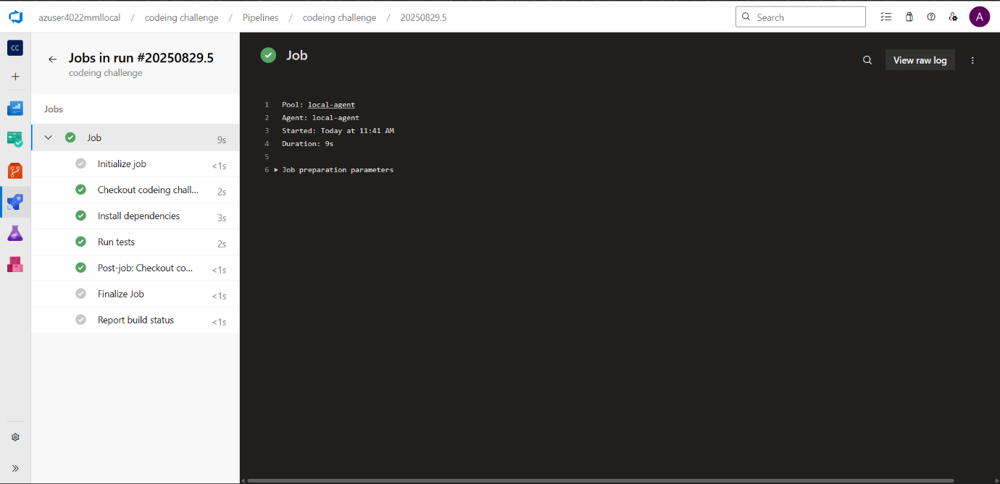 azuser4022mmllocal / codeing challenge / Pipelines / codeing challenge / 20250829.5
Search
A
CC
Jobs in run #20250829.5
codeing challenge
Jobs
Job 9s
Initialize job <1s
Checkout codeing chall... 2s
Install dependencies 3s
Run tests 2s
Post-job: Checkout co... <1s
Finalize Job <1s
Report build status <1s
Job
View raw log
1 Pool: local-agent
2 Agent: local-agent
3 Started: Today at 11:41 AM
4 Duration: 9s
5
6 Job preparation parameters